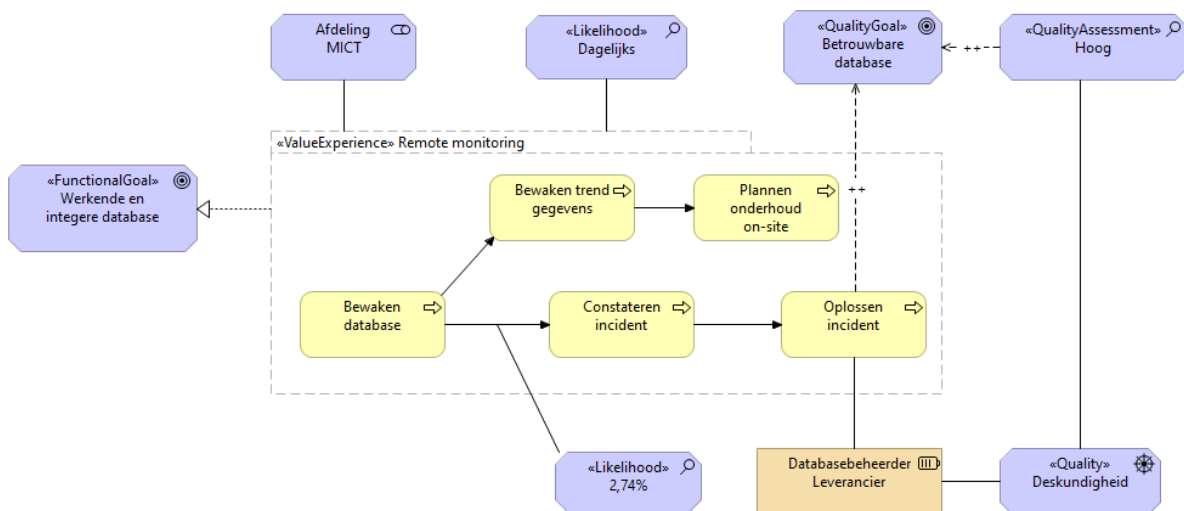 Afdeling
MICT
«Likelihood»
Dagelijks
«QualityGoal»
Betrouwbare
database
«QualityAssessment»
Hoog
++
«ValueExperience» Remote monitoring
«FunctionalGoal»
Werkende en
integere database
Bewaken trend
gegevens
Plannen
onderhoud
on-site
++
Bewaken
database
Constateren
incident
Oplossen
incident
«Likelihood»
2,74%
Databasebeheerder
Leverancier
«Quality»
Deskundigheid